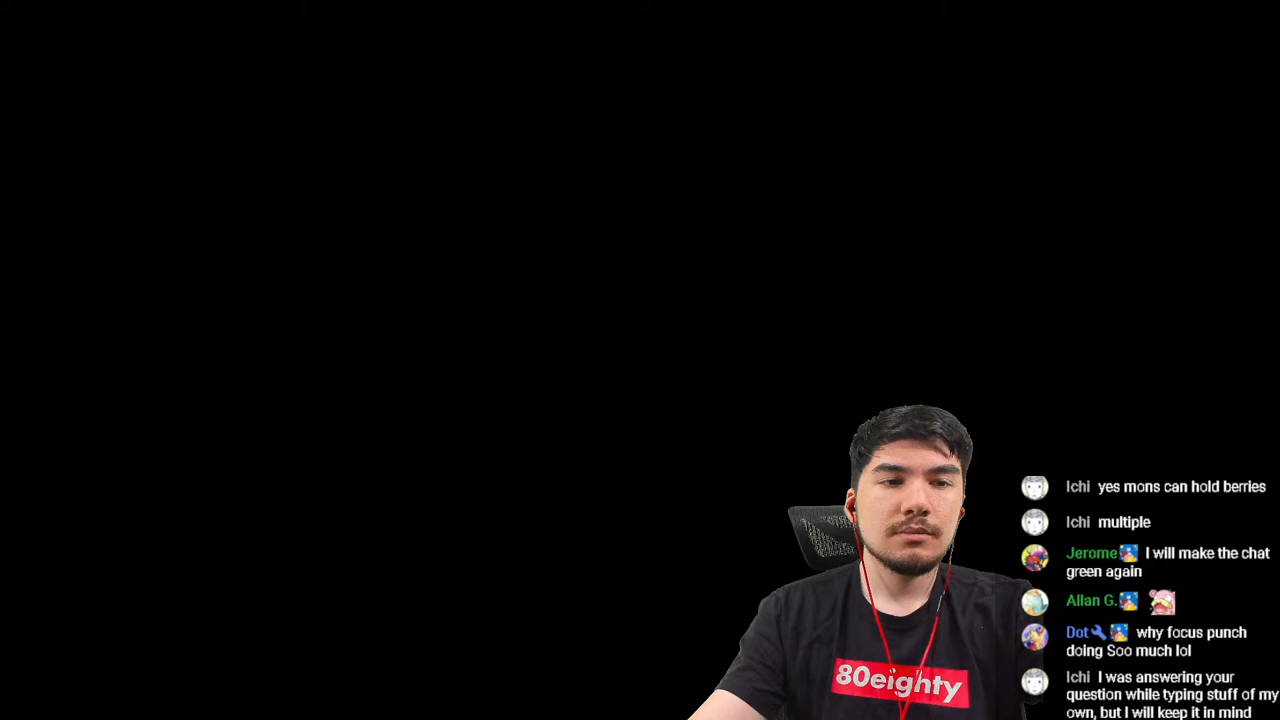 Ichi yes mons can hold berries
Ichi multiple
Jerome I will make the chat
green again
Allan G.
Dot why focus punch
doing Soo much lol
Ichi I was answering your
question while typing stuff of my
own, but I will keep it in mind
80eighty